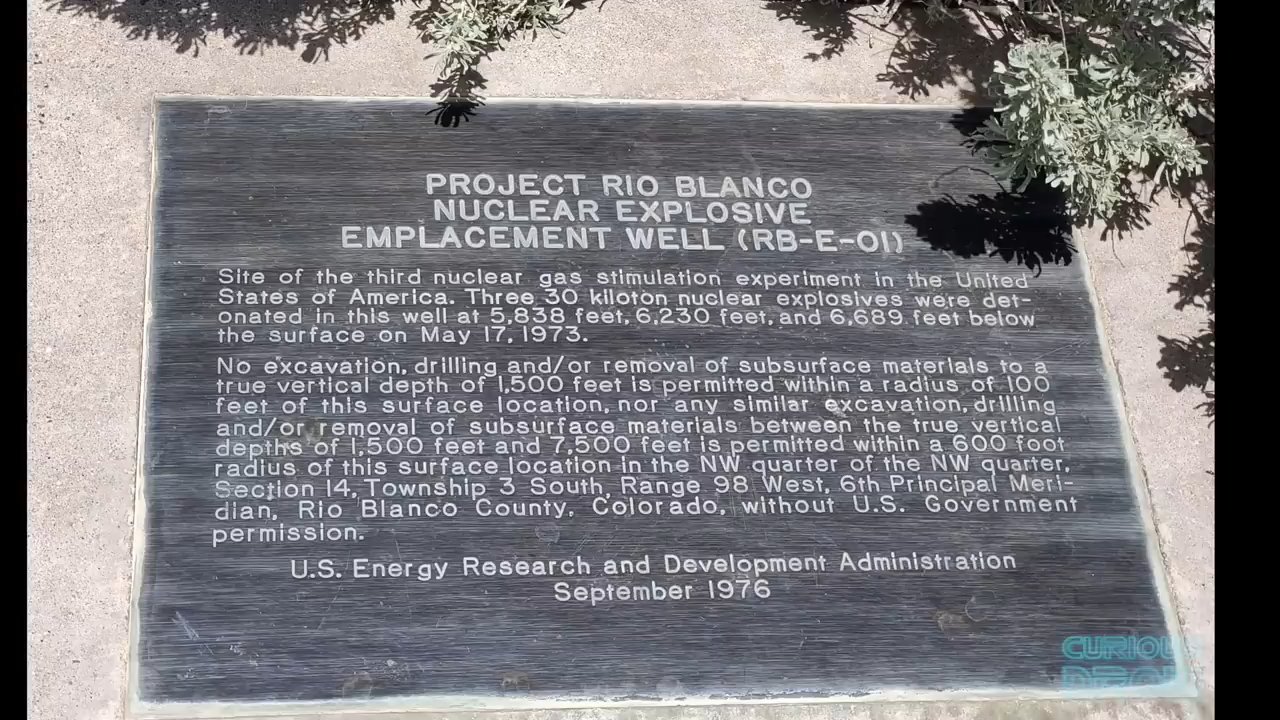 PROJECT RIO BLANCO
NUCLEAR EXPLOSIVE
EMPLACEMENT WELL (RB-E-01)
Site of the third nuclear gas stimulation experiment in the United
States of America. Three 30 kiloton nuclear explosives were det-
onated in this well at 5,838 feet, 6,230 feet, and 6,689 feet below
the surface on May 17, 1973.
No excavation, drilling and/or removal of subsurface materials to a
true vertical depth of 1,500 feet is permitted within a radius of 100
feet of this surface location, nor any similar excavation, drilling
and/or removal of subsurface materials between the true vertical
depths of 1,500 feet and 7,500 feet is permitted within a 600 foot
radius of this surface location in the NW quarter of the NW quarter,
Section 14, Township 3 South, Range 98 West, 6th Principal Meri-
dian, Rio Blanco County, Colorado, without U.S. Government
permission.
U.S. Energy Research and Development Administration
September 1976
CURIOUS